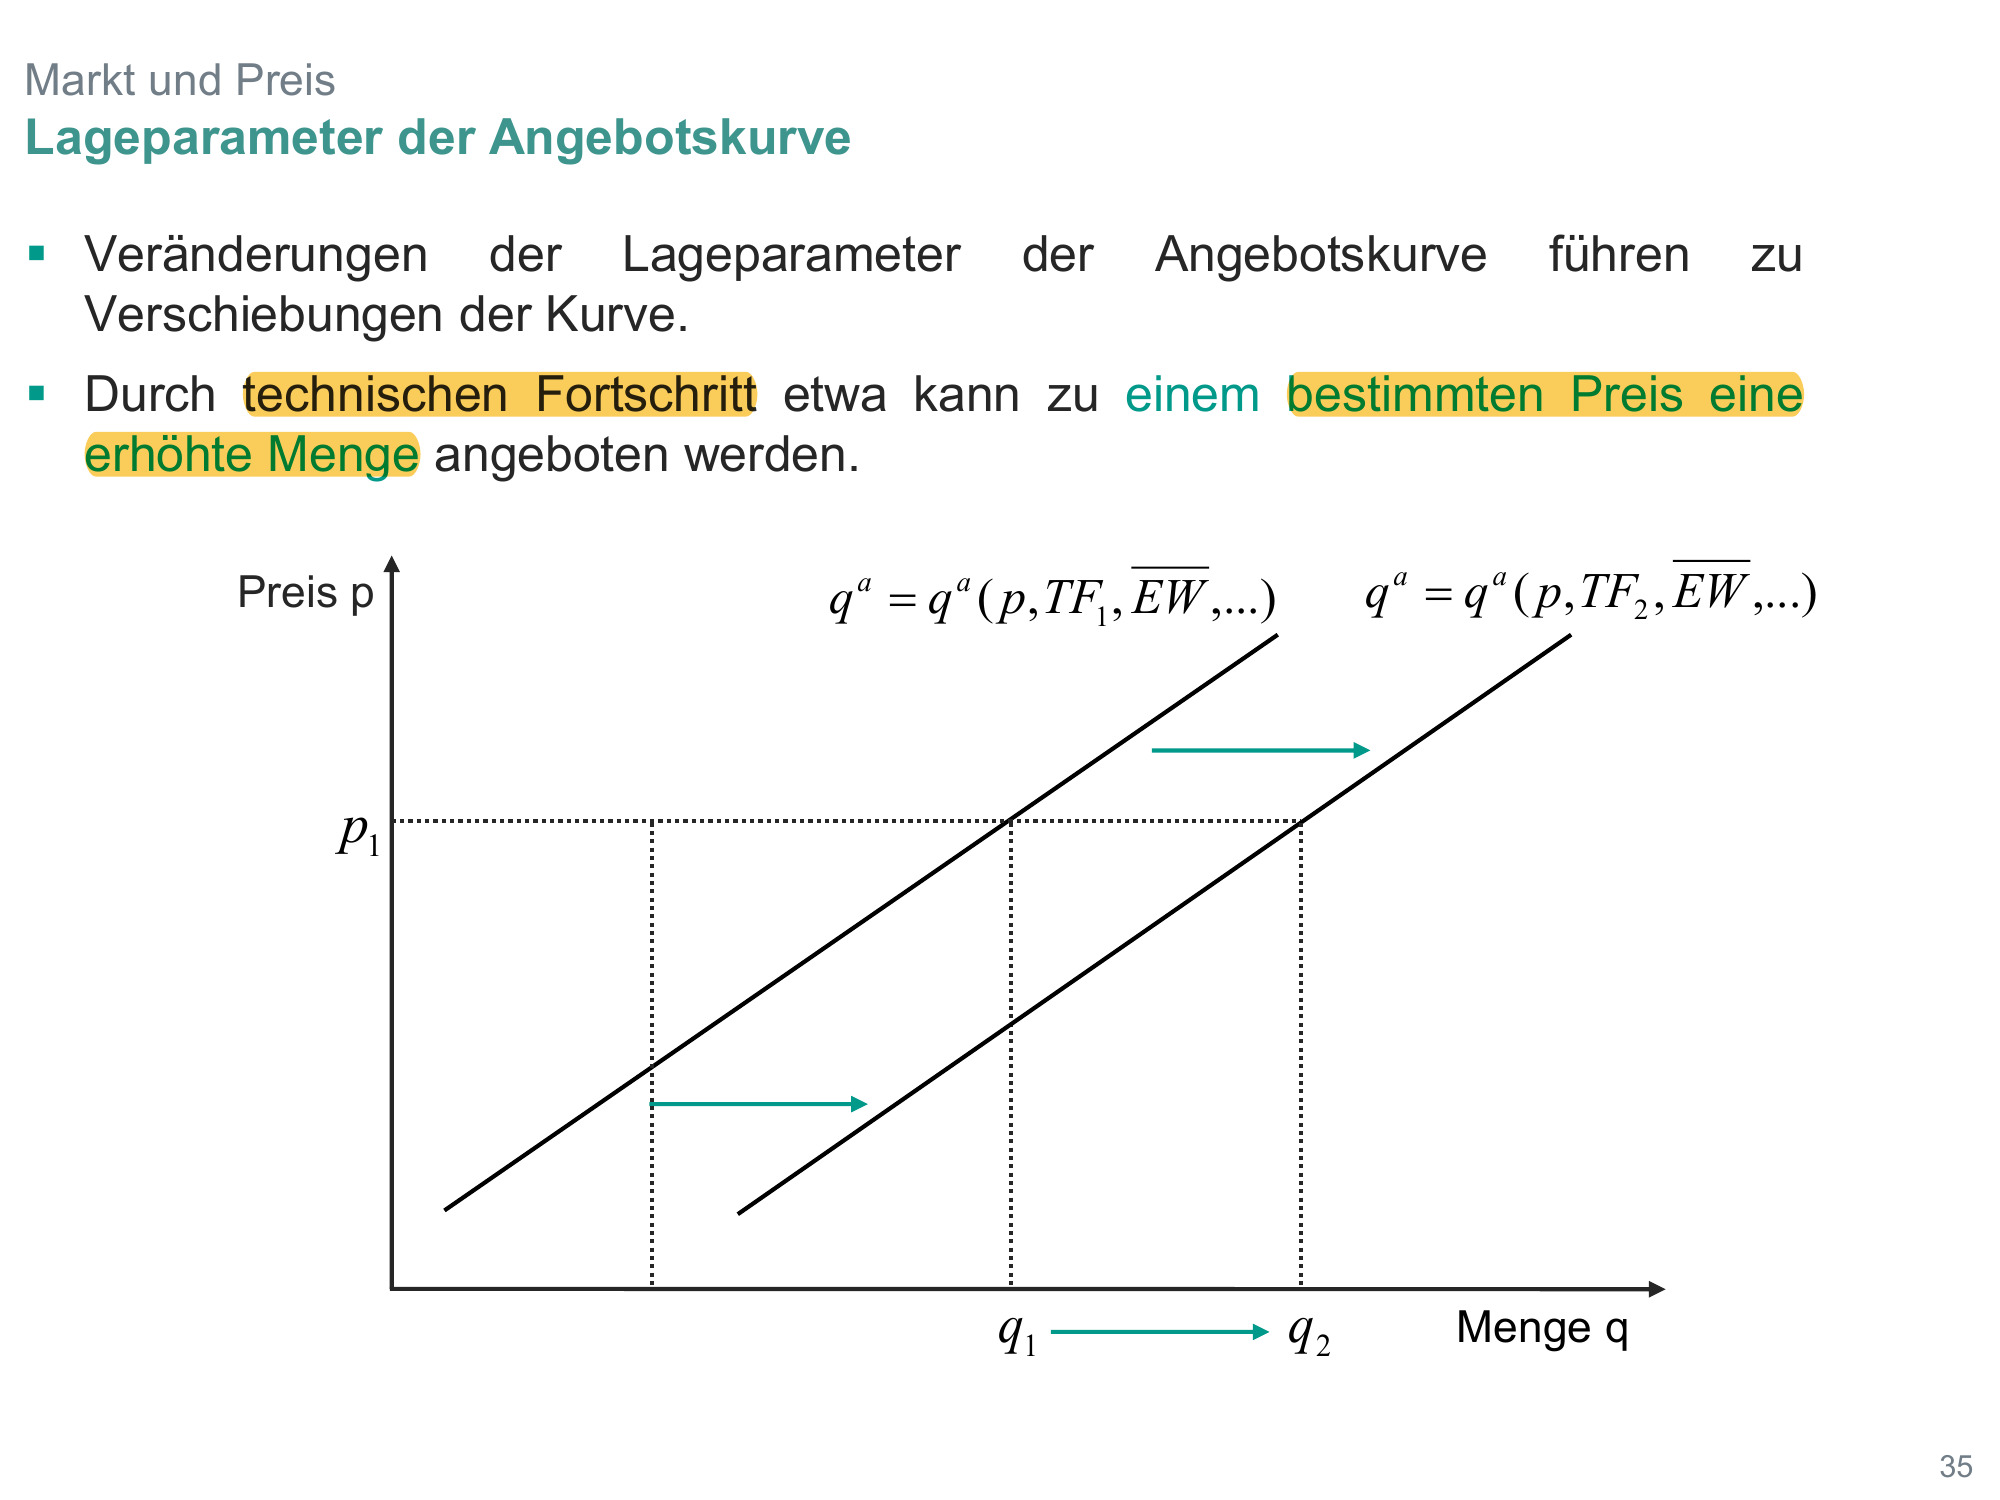 Markt und Preis
Lageparameter der Angebotskurve
▪ Veränderungen der Lageparameter der Angebotskurve führen zu
Verschiebungen der Kurve.
▪ Durch technischen Fortschritt etwa kann zu einem bestimmten Preis eine
erhöhte Menge angeboten werden.
Preis p
$q^a = q^a(p, TF_1, \overline{EW}, ...)$
$q^a = q^a(p, TF_2, \overline{EW}, ...)$
$p_1$
$q_1$ $q_2$ Menge q
35